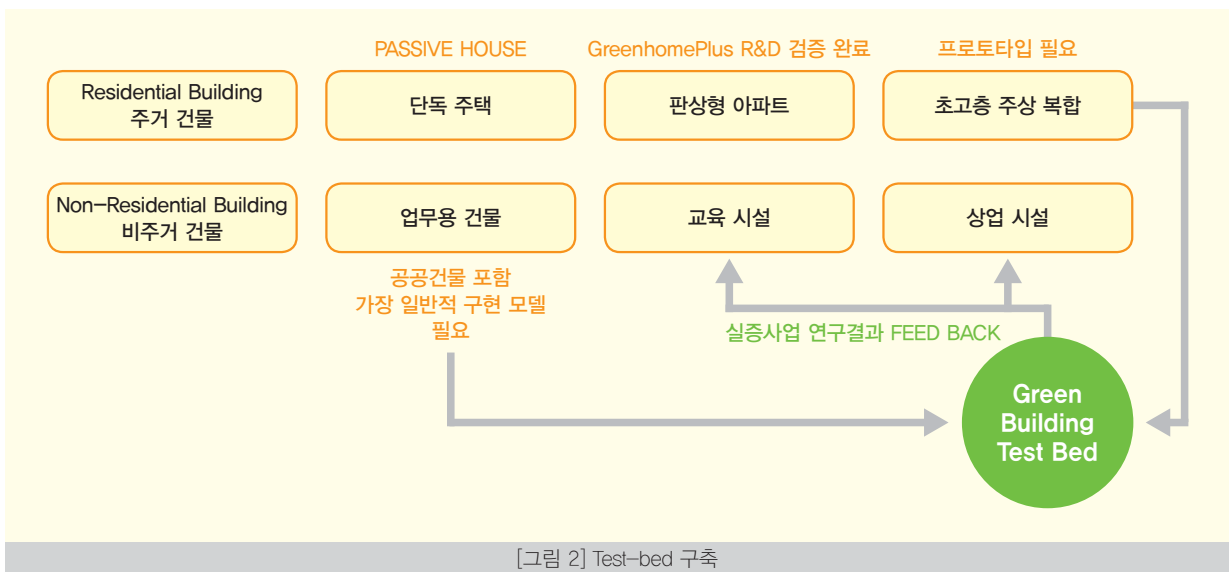 PASSIVE HOUSE
GreenhomePlus R&D 검증 완료
프로토타입 필요
Residential Building
주거 건물
단독 주택
판상형 아파트
초고층 주상 복합
Non-Residential Building
비주거 건물
업무용 건물
교육 시설
상업 시설
공공건물 포함
가장 일반적 구현 모델
필요
실증사업 연구결과 FEED BACK
Green
Building
Test Bed
[그림 2] Test-bed 구축